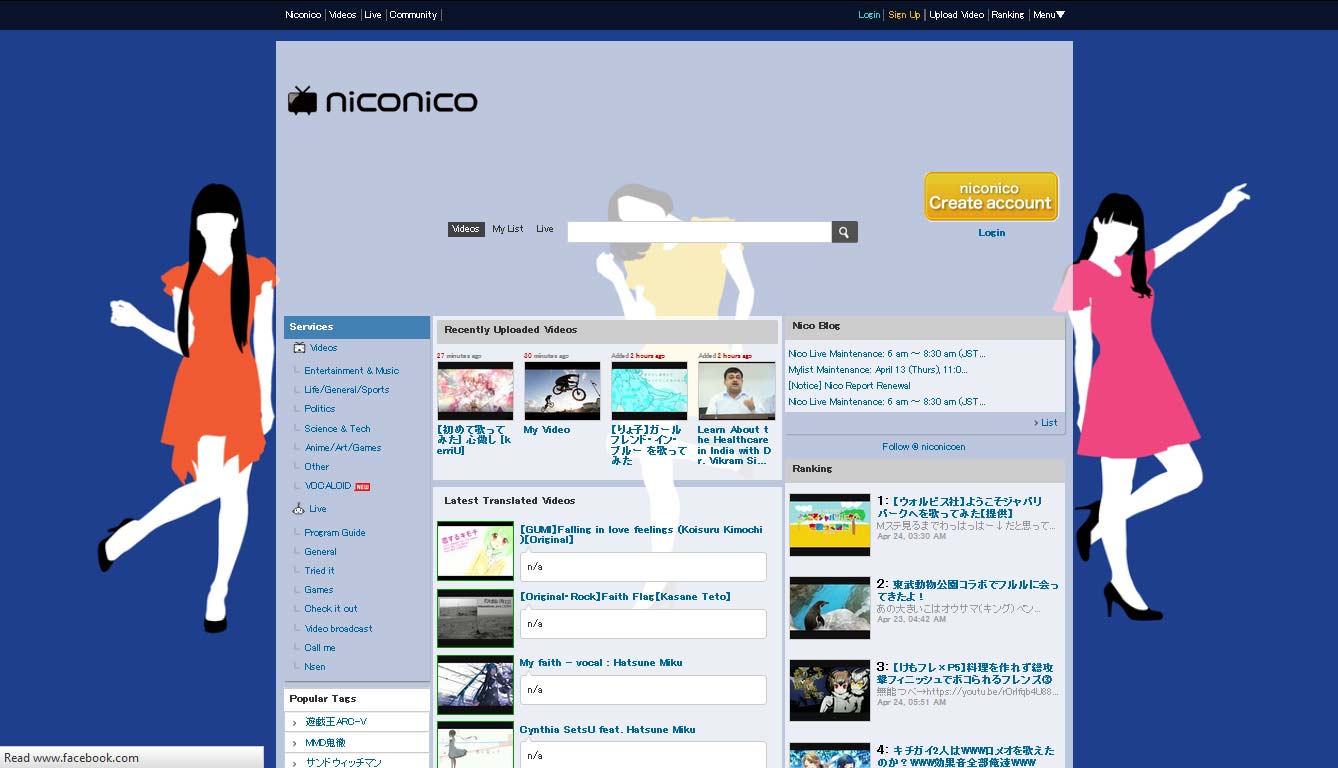 Niconico Videos Live Community
Login Sign Up Upload Video Ranking Menu▼
niconico
niconico
Create account
Login
Videos My List Live
Services
Videos
Entertainment & Music
Life/General/Sports
Politics
Science & Tech
Anime/Art/Games
Other
VOCALOID NEW
Live
Program Guide
General
Tried it
Games
Check it out
Video broadcast
Call me
Nsen
Popular Tags
遊戯王ARC-V
MMD鬼徹
サンドウィッチマン
Recently Uploaded Videos
27 minutes ago
【初めて歌って
みた】心做し [k
erriU]
30 minutes ago
My Video
Added 2 hours ago
【りょ子】ガール
フレンド・イン・
ブルー を歌って
みた
Added 2 hours ago
Learn About t
he Healthcare
in India with D
r. Vikram Si...
Latest Translated Videos
[GUMI]Falling in love feelings (Koisuru Kimochi
)[Original]
n/a
【Original・Rock】Faith Flag【Kasane Teto】
n/a
My faith - vocal : Hatsune Miku
n/a
Cynthia SetsU feat. Hatsune Miku
n/a
Nico Blog
Nico Live Maintenance: 6 am ～ 8:30 am (JST...
Mylist Maintenance: April 13 (Thurs), 11:0...
[Notice] Nico Report Renewal
Nico Live Maintenance: 6 am ～ 8:30 am (JST...
List
Follow @ niconicoen
Ranking
1: 【ウォルピス社】ようこそジャパリ
パークへを歌ってみた【提供】
Mステ見るまでわっはっはー↓だと思って...
Apr 24, 03:30 AM
2: 東武動物公園コラボでフルルに会っ
てきたよ！
あの大きいこはオウサマ(キング)ペン...
Apr 23, 04:42 AM
3: 【けもフレ×P5】料理を作れず総攻
撃フィニッシュでボコられるフレンズ
Apr 24, 05:51 AM
4: キチガイ2人はWWWロメオを歌えた
のか？WWW効果音全部俺達WWW
Read www.facebook.com